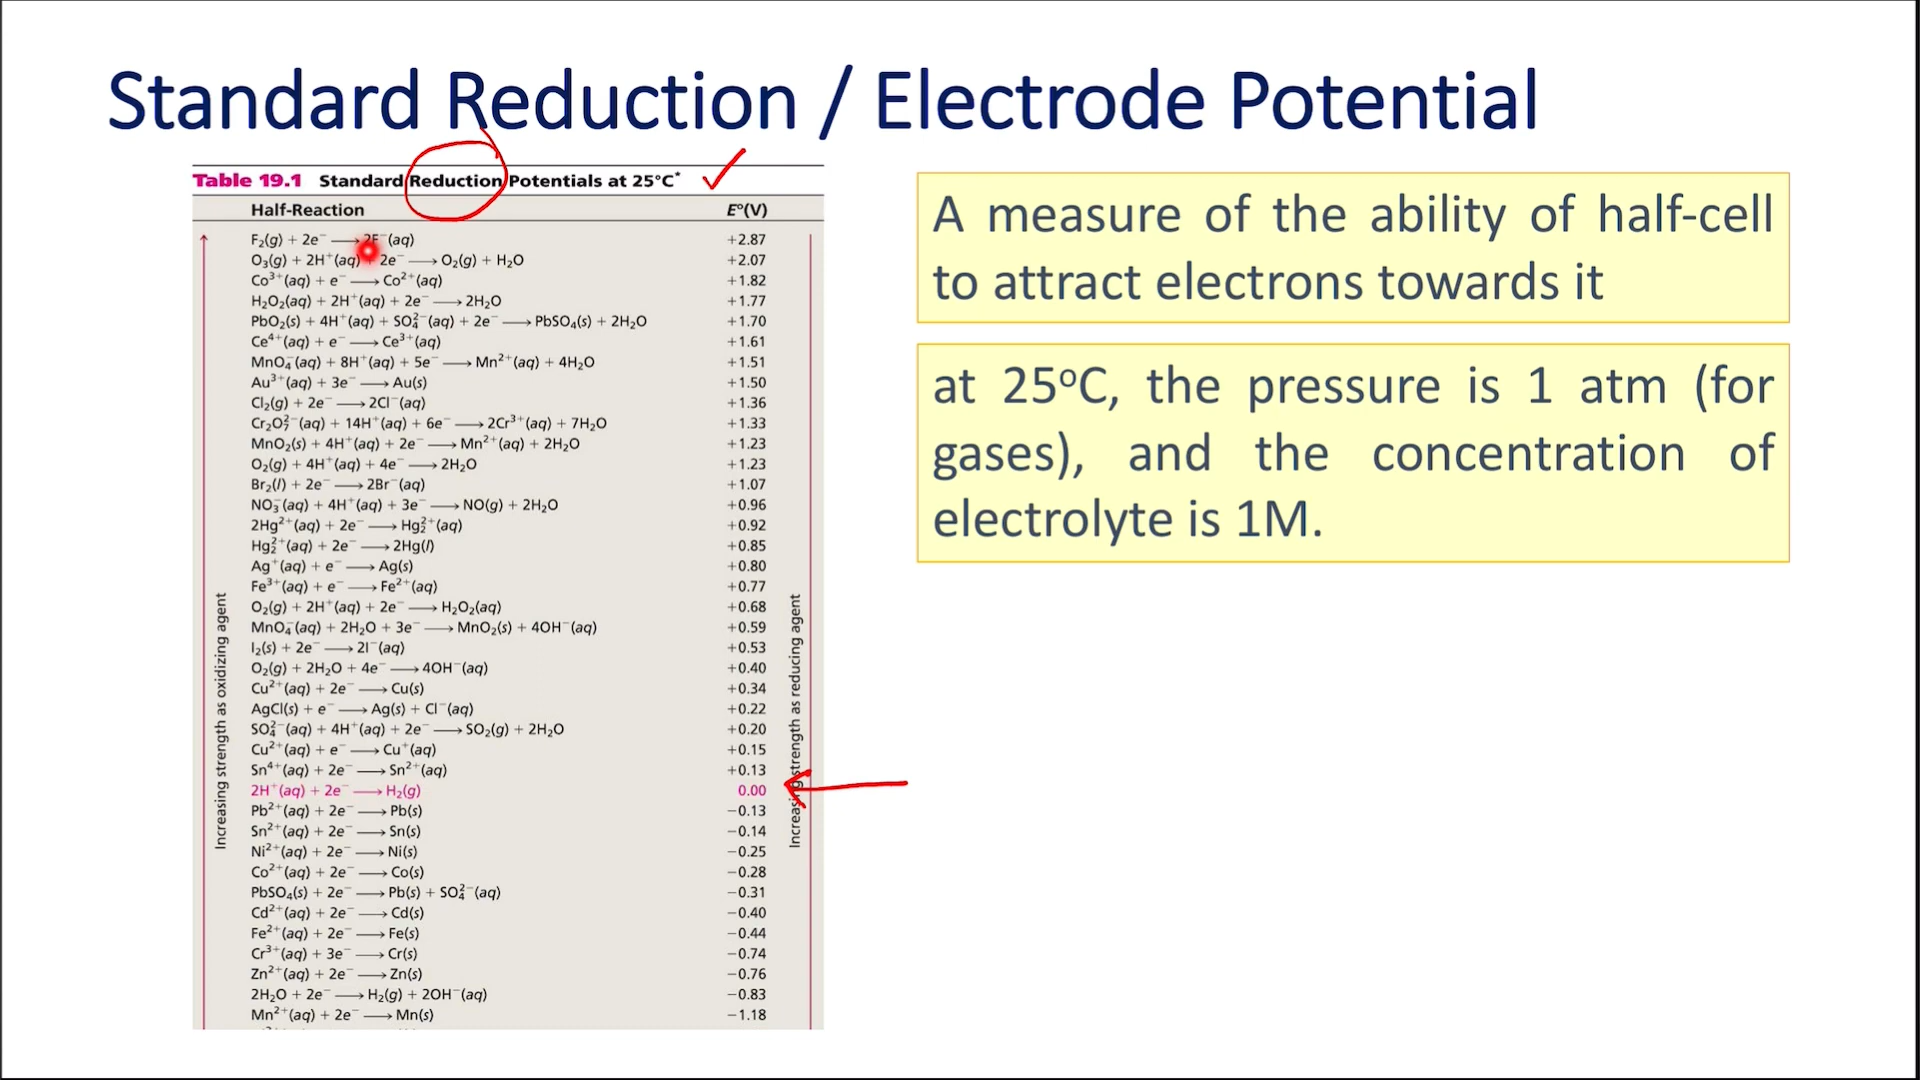 Standard Reduction / Electrode Potential
Table 19.1 Standard Reduction Potentials at 25°C*
Half-Reaction E°(V)
F₂(g) + 2e⁻ ⟶ 2F⁻(aq) +2.87
O₃(g) + 2H⁺(aq) + 2e⁻ ⟶ O₂(g) + H₂O +2.07
Co³⁺(aq) + e⁻ ⟶ Co²⁺(aq) +1.82
H₂O₂(aq) + 2H⁺(aq) + 2e⁻ ⟶ 2H₂O +1.77
PbO₂(s) + 4H⁺(aq) + SO₄²⁻(aq) + 2e⁻ ⟶ PbSO₄(s) + 2H₂O +1.70
Ce⁴⁺(aq) + e⁻ ⟶ Ce³⁺(aq) +1.61
MnO₄⁻(aq) + 8H⁺(aq) + 5e⁻ ⟶ Mn²⁺(aq) + 4H₂O +1.51
Au³⁺(aq) + 3e⁻ ⟶ Au(s) +1.50
Cl₂(g) + 2e⁻ ⟶ 2Cl⁻(aq) +1.36
Cr₂O₇²⁻(aq) + 14H⁺(aq) + 6e⁻ ⟶ 2Cr³⁺(aq) + 7H₂O +1.33
MnO₂(s) + 4H⁺(aq) + 2e⁻ ⟶ Mn²⁺(aq) + 2H₂O +1.23
O₂(g) + 4H⁺(aq) + 4e⁻ ⟶ 2H₂O +1.23
Br₂(l) + 2e⁻ ⟶ 2Br⁻(aq) +1.07
NO₃⁻(aq) + 4H⁺(aq) + 3e⁻ ⟶ NO(g) + 2H₂O +0.96
2Hg²⁺(aq) + 2e⁻ ⟶ Hg₂²⁺(aq) +0.92
Hg₂²⁺(aq) + 2e⁻ ⟶ 2Hg(l) +0.85
Ag⁺(aq) + e⁻ ⟶ Ag(s) +0.80
Fe³⁺(aq) + e⁻ ⟶ Fe²⁺(aq) +0.77
O₂(g) + 2H⁺(aq) + 2e⁻ ⟶ H₂O₂(aq) +0.68
MnO₄⁻(aq) + 2H₂O + 3e⁻ ⟶ MnO₂(s) + 4OH⁻(aq) +0.59
I₂(s) + 2e⁻ ⟶ 2I⁻(aq) +0.53
O₂(g) + 2H₂O + 4e⁻ ⟶ 4OH⁻(aq) +0.40
Cu²⁺(aq) + 2e⁻ ⟶ Cu(s) +0.34
AgCl(s) + e⁻ ⟶ Ag(s) + Cl⁻(aq) +0.22
SO₄²⁻(aq) + 4H⁺(aq) + 2e⁻ ⟶ SO₂(g) + 2H₂O +0.20
Cu²⁺(aq) + e⁻ ⟶ Cu⁺(aq) +0.15
Sn⁴⁺(aq) + 2e⁻ ⟶ Sn²⁺(aq) +0.13
2H⁺(aq) + 2e⁻ ⟶ H₂(g) 0.00
Pb²⁺(aq) + 2e⁻ ⟶ Pb(s) −0.13
Sn²⁺(aq) + 2e⁻ ⟶ Sn(s) −0.14
Ni²⁺(aq) + 2e⁻ ⟶ Ni(s) −0.25
Co²⁺(aq) + 2e⁻ ⟶ Co(s) −0.28
PbSO₄(s) + 2e⁻ ⟶ Pb(s) + SO₄²⁻(aq) −0.31
Cd²⁺(aq) + 2e⁻ ⟶ Cd(s) −0.40
Fe²⁺(aq) + 2e⁻ ⟶ Fe(s) −0.44
Cr³⁺(aq) + 3e⁻ ⟶ Cr(s) −0.74
Zn²⁺(aq) + 2e⁻ ⟶ Zn(s) −0.76
2H₂O + 2e⁻ ⟶ H₂(g) + 2OH⁻(aq) −0.83
Mn²⁺(aq) + 2e⁻ ⟶ Mn(s) −1.18
Increasing strength as oxidizing agent
Increasing strength as reducing agent
A measure of the ability of half-cell
to attract electrons towards it
at 25ºC, the pressure is 1 atm (for
gases), and the concentration of
electrolyte is 1M.